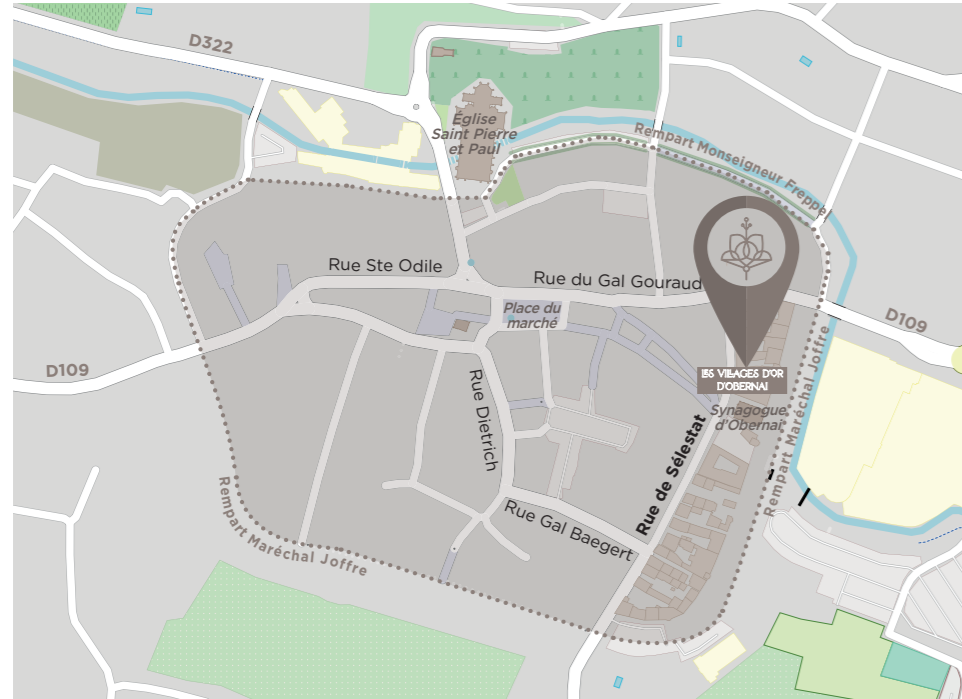 D322
Église
Saint Pierre
et Paul
Rempart Monseigneur Freppel
Rue Ste Odile
Rue du Gal Gouraud
Place du
marché
D109
D109
LES VILLAGES D'OR
D'OBERNAI
Synagogue
d'Obernai
Rue Dietrich
Rue de Sélestat
Rempart Maréchal Joffre
Rue Gal Baegert
Rempart Maréchal Joffre